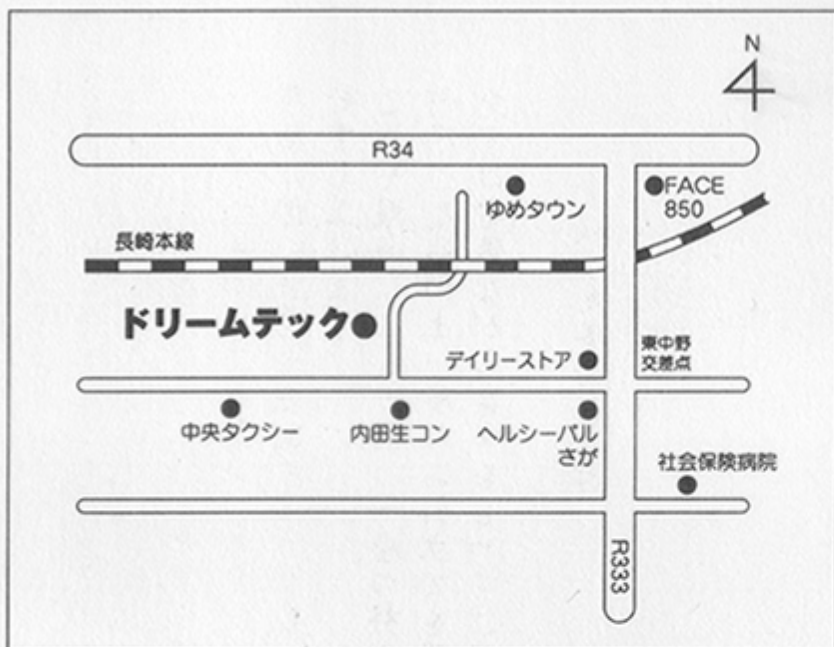 N
R34
FACE
850
ゆめタウン
長崎本線
ドリームテック
デイリーストア
東中野
交差点
中央タクシー
内田生コン
ヘルシーパル
さが
社会保険病院
R333